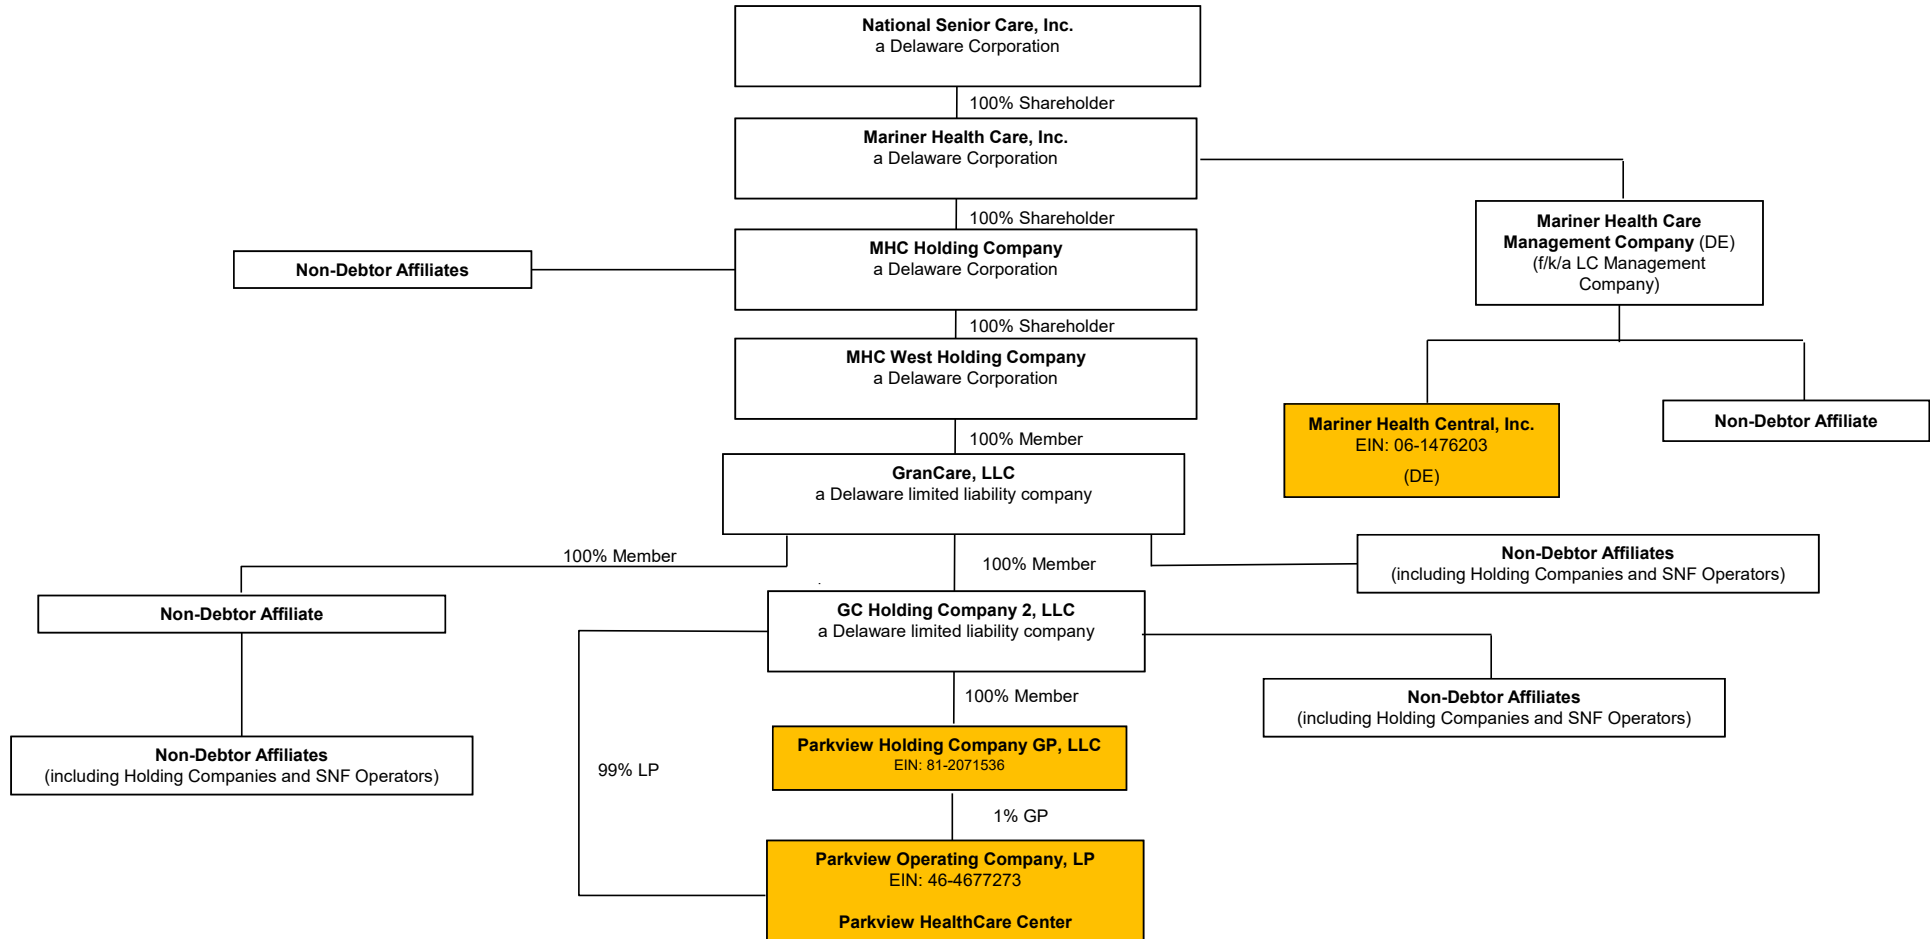 National Senior Care, Inc.
a Delaware Corporation
100% Shareholder
Mariner Health Care, Inc.
a Delaware Corporation
100% Shareholder
Mariner Health Care
Management Company (DE)
(f/k/a LC Management
Company)
MHC Holding Company
a Delaware Corporation
Non-Debtor Affiliates
100% Shareholder
MHC West Holding Company
a Delaware Corporation
Mariner Health Central, Inc.
EIN: 06-1476203
(DE)
Non-Debtor Affiliate
100% Member
GranCare, LLC
a Delaware limited liability company
100% Member
100% Member
Non-Debtor Affiliates
(including Holding Companies and SNF Operators)
Non-Debtor Affiliate
GC Holding Company 2, LLC
a Delaware limited liability company
100% Member
Non-Debtor Affiliates
(including Holding Companies and SNF Operators)
Non-Debtor Affiliates
(including Holding Companies and SNF Operators)
99% LP
Parkview Holding Company GP, LLC
EIN: 81-2071536
1% GP
Parkview Operating Company, LP
EIN: 46-4677273
Parkview HealthCare Center